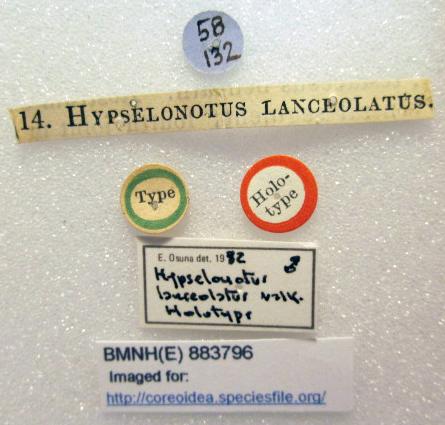 58
132
14. HYPSELONOTUS LANCEOLATUS.
Type
Holo-
type
E. Osuna det. 1982 ♂
Hypselonotus
lanceolatus Walk.
Holotype
BMNH(E) 883796
Imaged for:
http://coreoidea.speciesfile.org/